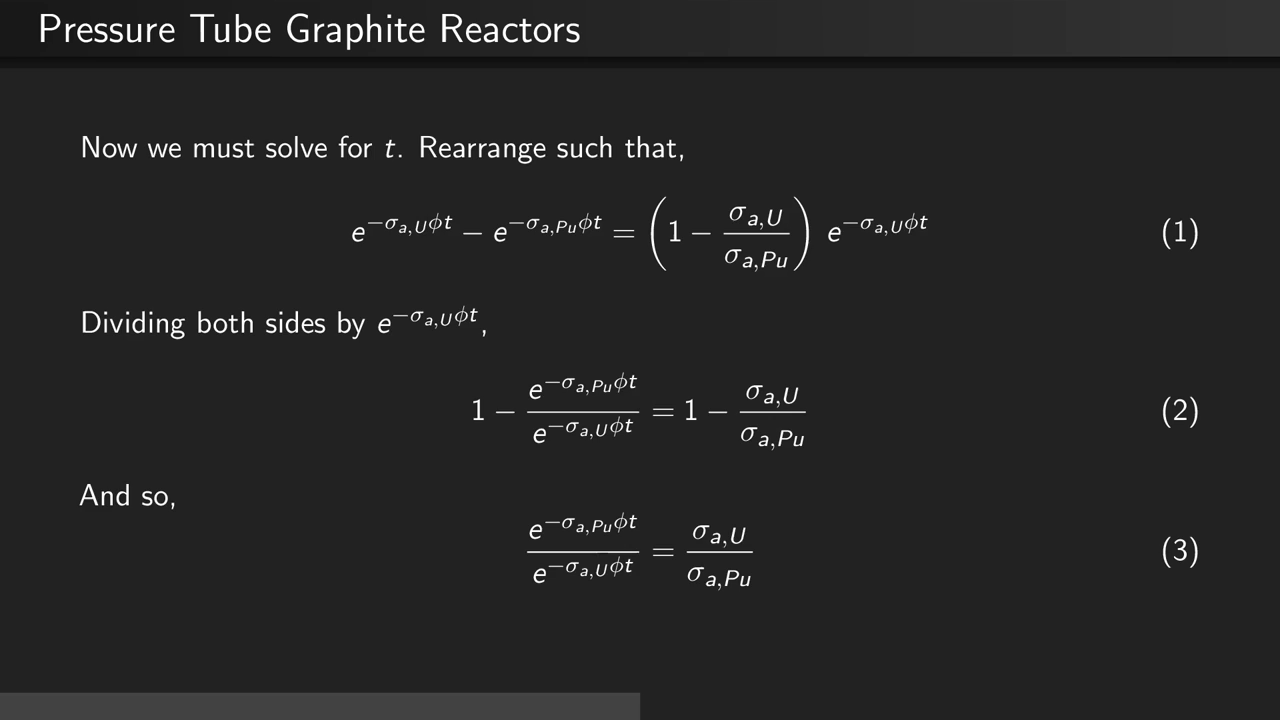 Pressure Tube Graphite Reactors
Now we must solve for t. Rearrange such that,
e^{-σ_{a,U}ϕt} − e^{-σ_{a,Pu}ϕt} = (1 − σ_{a,U}/σ_{a,Pu}) e^{-σ_{a,U}ϕt} (1)
Dividing both sides by e^{-σ_{a,U}ϕt},
1 − e^{-σ_{a,Pu}ϕt}/e^{-σ_{a,U}ϕt} = 1 − σ_{a,U}/σ_{a,Pu} (2)
And so,
e^{-σ_{a,Pu}ϕt}/e^{-σ_{a,U}ϕt} = σ_{a,U}/σ_{a,Pu} (3)